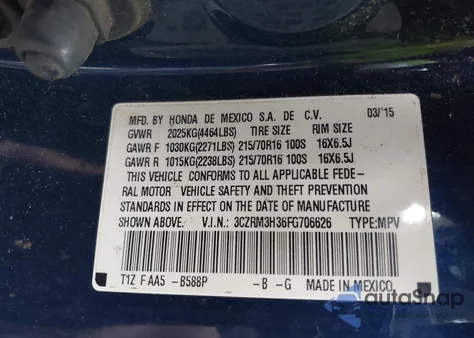 MFD. BY HONDA DE MEXICO S.A. DE C.V. 03/'15
GVWR 2025KG(4464LBS) TIRE SIZE RIM SIZE
GAWR F 1030KG(2271LBS) 215/70R16 100S 16X6.5J
GAWR R 1015KG(2238LBS) 215/70R16 100S 16X6.5J
THIS VEHICLE CONFORMS TO ALL APPLICABLE FEDE-
RAL MOTOR VEHICLE SAFETY AND THEFT PREVENTION
STANDARDS IN EFFECT ON THE DATE OF MANUFACTURE
SHOWN ABOVE. V.I.N.: 3CZRM3H36FG706626 TYPE:MPV
T1Z F AA5 -B588P -B -G MADE IN MEXICO.
autosnap